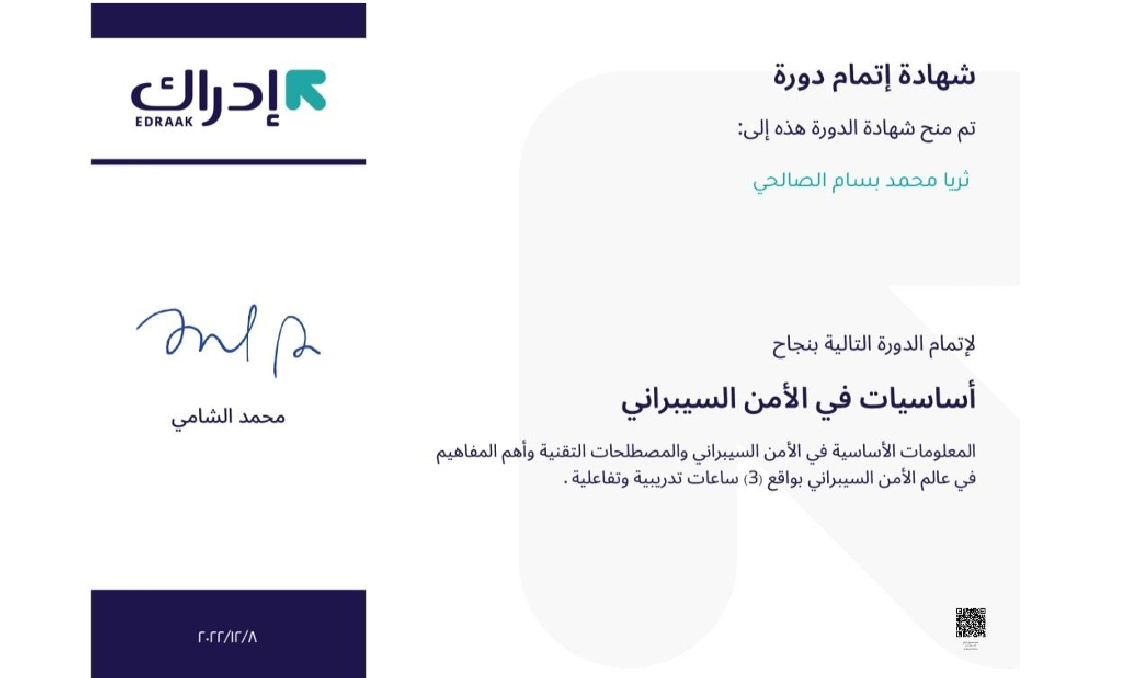 إدراك
EDRAAK
شهادة إتمام دورة
تم منح شهادة الدورة هذه إلى:
ثريا محمد بسام الصالحي
لإتمام الدورة التالية بنجاح
أساسيات في الأمن السيبراني
المعلومات الأساسية في الأمن السيبراني والمصطلحات التقنية وأهم المفاهيم
في عالم الأمن السيبراني بواقع (3) ساعات تدريبية وتفاعلية .
محمد الشامي
٢٠٢٢/١٢/٨